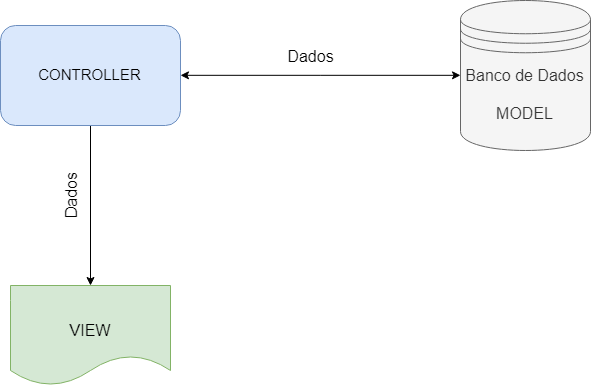 Dados
CONTROLLER
Banco de Dados
MODEL
Dados
VIEW